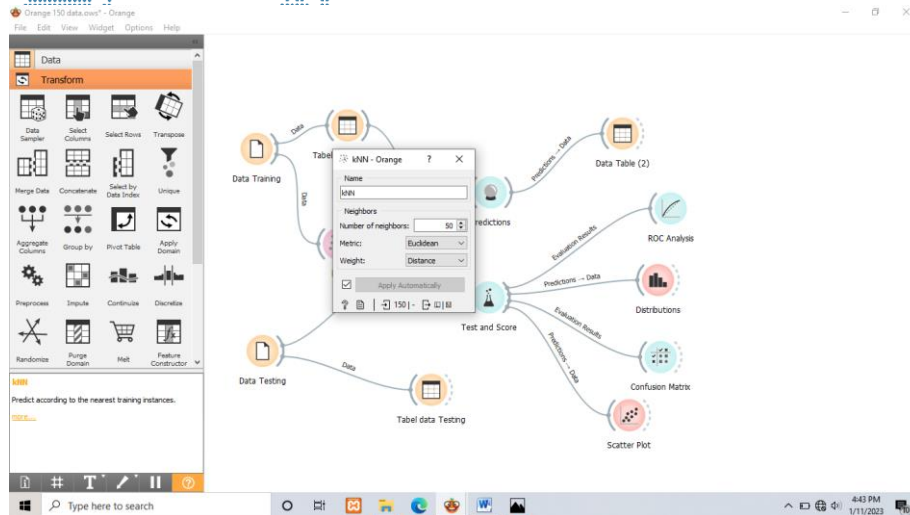 Orange 150 data.ows* - Orange
File Edit View Widget Options Help
Data
Transform
Data Sampler
Select Columns
Select Rows
Transpose
Merge Data
Concatenate
Select by Data Index
Unique
Aggregate Columns
Group by
Pivot Table
Apply Domain
Preprocess
Impute
Continuize
Discretize
Randomize
Purge Domain
Melt
Feature Constructor
kNN
Predict according to the nearest training instances.
more...
Data Training
Data
Data
Tabel
kNN - Orange
? X
Name
kNN
Neighbors
Number of neighbors: 50
Metric: Euclidean
Weight: Distance
Apply Automatically
150 | -
redictions
Predictions → Data
Data Table (2)
Evaluation Results
ROC Analysis
Predictions → Data
Distributions
Test and Score
Evaluation Results
Confusion Matrix
Predictions → Data
Scatter Plot
Data Testing
Data
Tabel data Testing
Type here to search
4:43 PM
1/11/2023